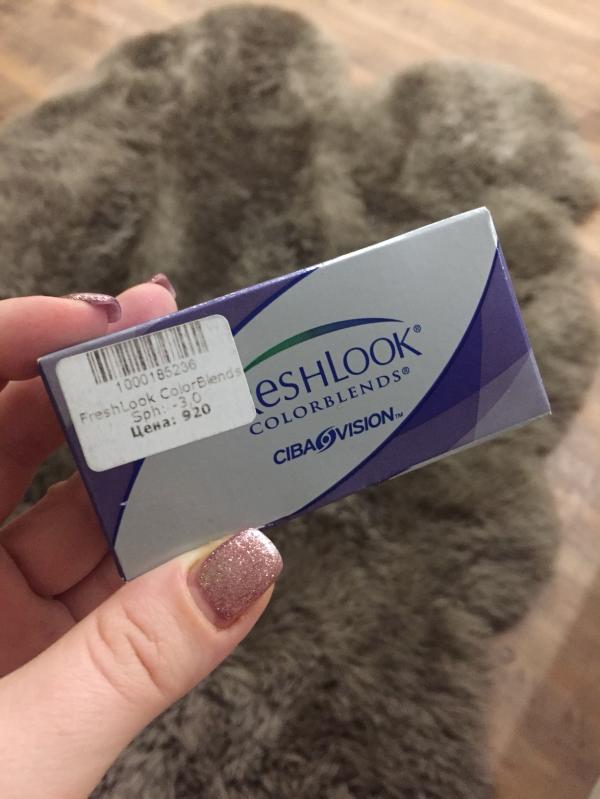 1000185236
FreshLook ColorBlends
Sph: -3,0
Цена: 920
RESHLOOK®
COLORBLENDS®
CIBA VISION™